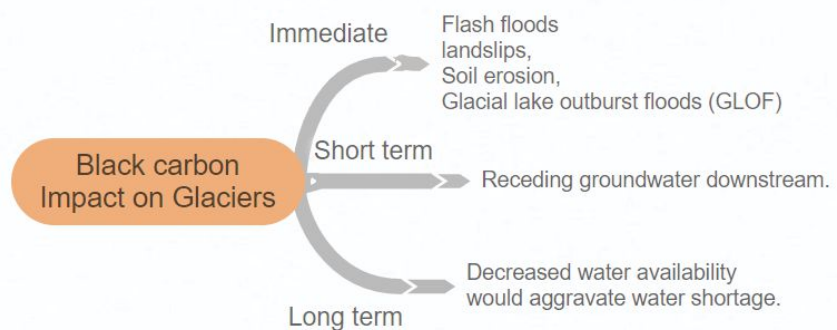 Black carbon
Impact on Glaciers
Immediate
Flash floods
landslips,
Soil erosion,
Glacial lake outburst floods (GLOF)
Short term
Receding groundwater downstream.
Long term
Decreased water availability
would aggravate water shortage.